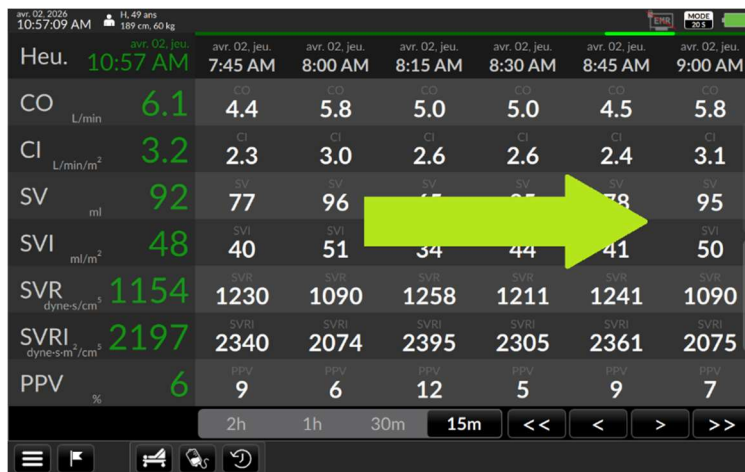 avr. 02, 2026
10:57:09 AM
H, 49 ans
189 cm, 60 kg
EMR
MODE
20 S
Heu.
avr. 02, jeu.
10:57 AM
avr. 02, jeu. avr. 02, jeu. avr. 02, jeu. avr. 02, jeu. avr. 02, jeu. avr. 02, jeu.
7:45 AM 8:00 AM 8:15 AM 8:30 AM 8:45 AM 9:00 AM
CO CO CO CO CO CO
CO L/min 6.1 4.4 5.8 5.0 5.0 4.5 5.8
CI CI CI CI CI CI
CI L/min/m² 3.2 2.3 3.0 2.6 2.6 2.4 3.1
SV SV SV
SV ml 92 77 96 95
SVI SVI SVI
SVI ml/m² 48 40 51 34 44 41 50
SVR SVR SVR SVR SVR SVR
SVR dyne·s/cm⁵ 1154 1230 1090 1258 1211 1241 1090
SVRI SVRI SVRI SVRI SVRI SVRI
SVRI dyne·s·m²/cm⁵ 2197 2340 2074 2395 2305 2361 2075
PPV PPV PPV PPV PPV PPV
PPV % 6 9 6 12 5 9 7
2h 1h 30m 15m << < > >>